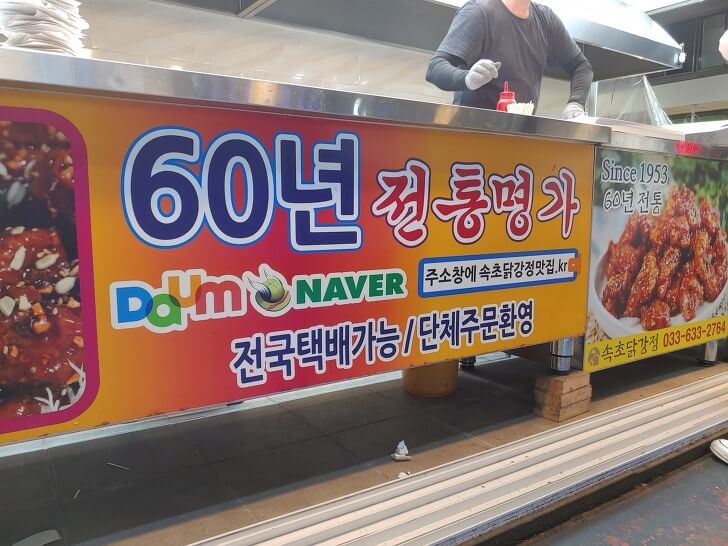 60년 전통명가
Daum NAVER 주소창에 속초닭강정맛집.kr
전국택배가능/단체주문환영
Since 1953
60년 전통
속초닭강정 033-633-2764